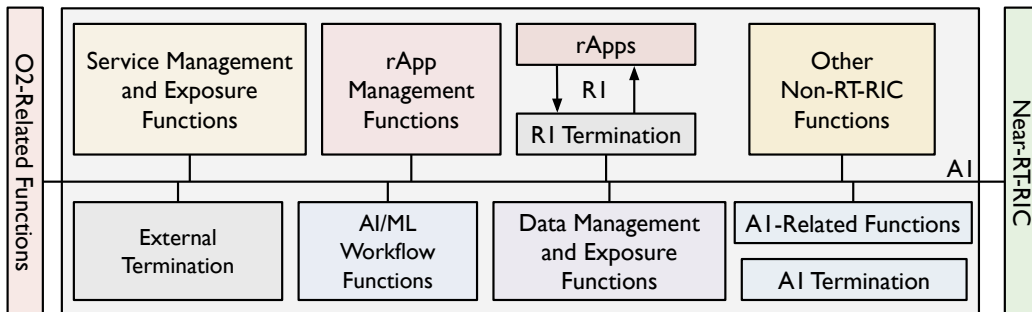 O2-Related Functions
Service Management
and Exposure
Functions
rApp
Management
Functions
rApps
R1
R1 Termination
Other
Non-RT-RIC
Functions
A1
Near-RT-RIC
External
Termination
AI/ML
Workflow
Functions
Data Management
and Exposure
Functions
A1-Related Functions
A1 Termination